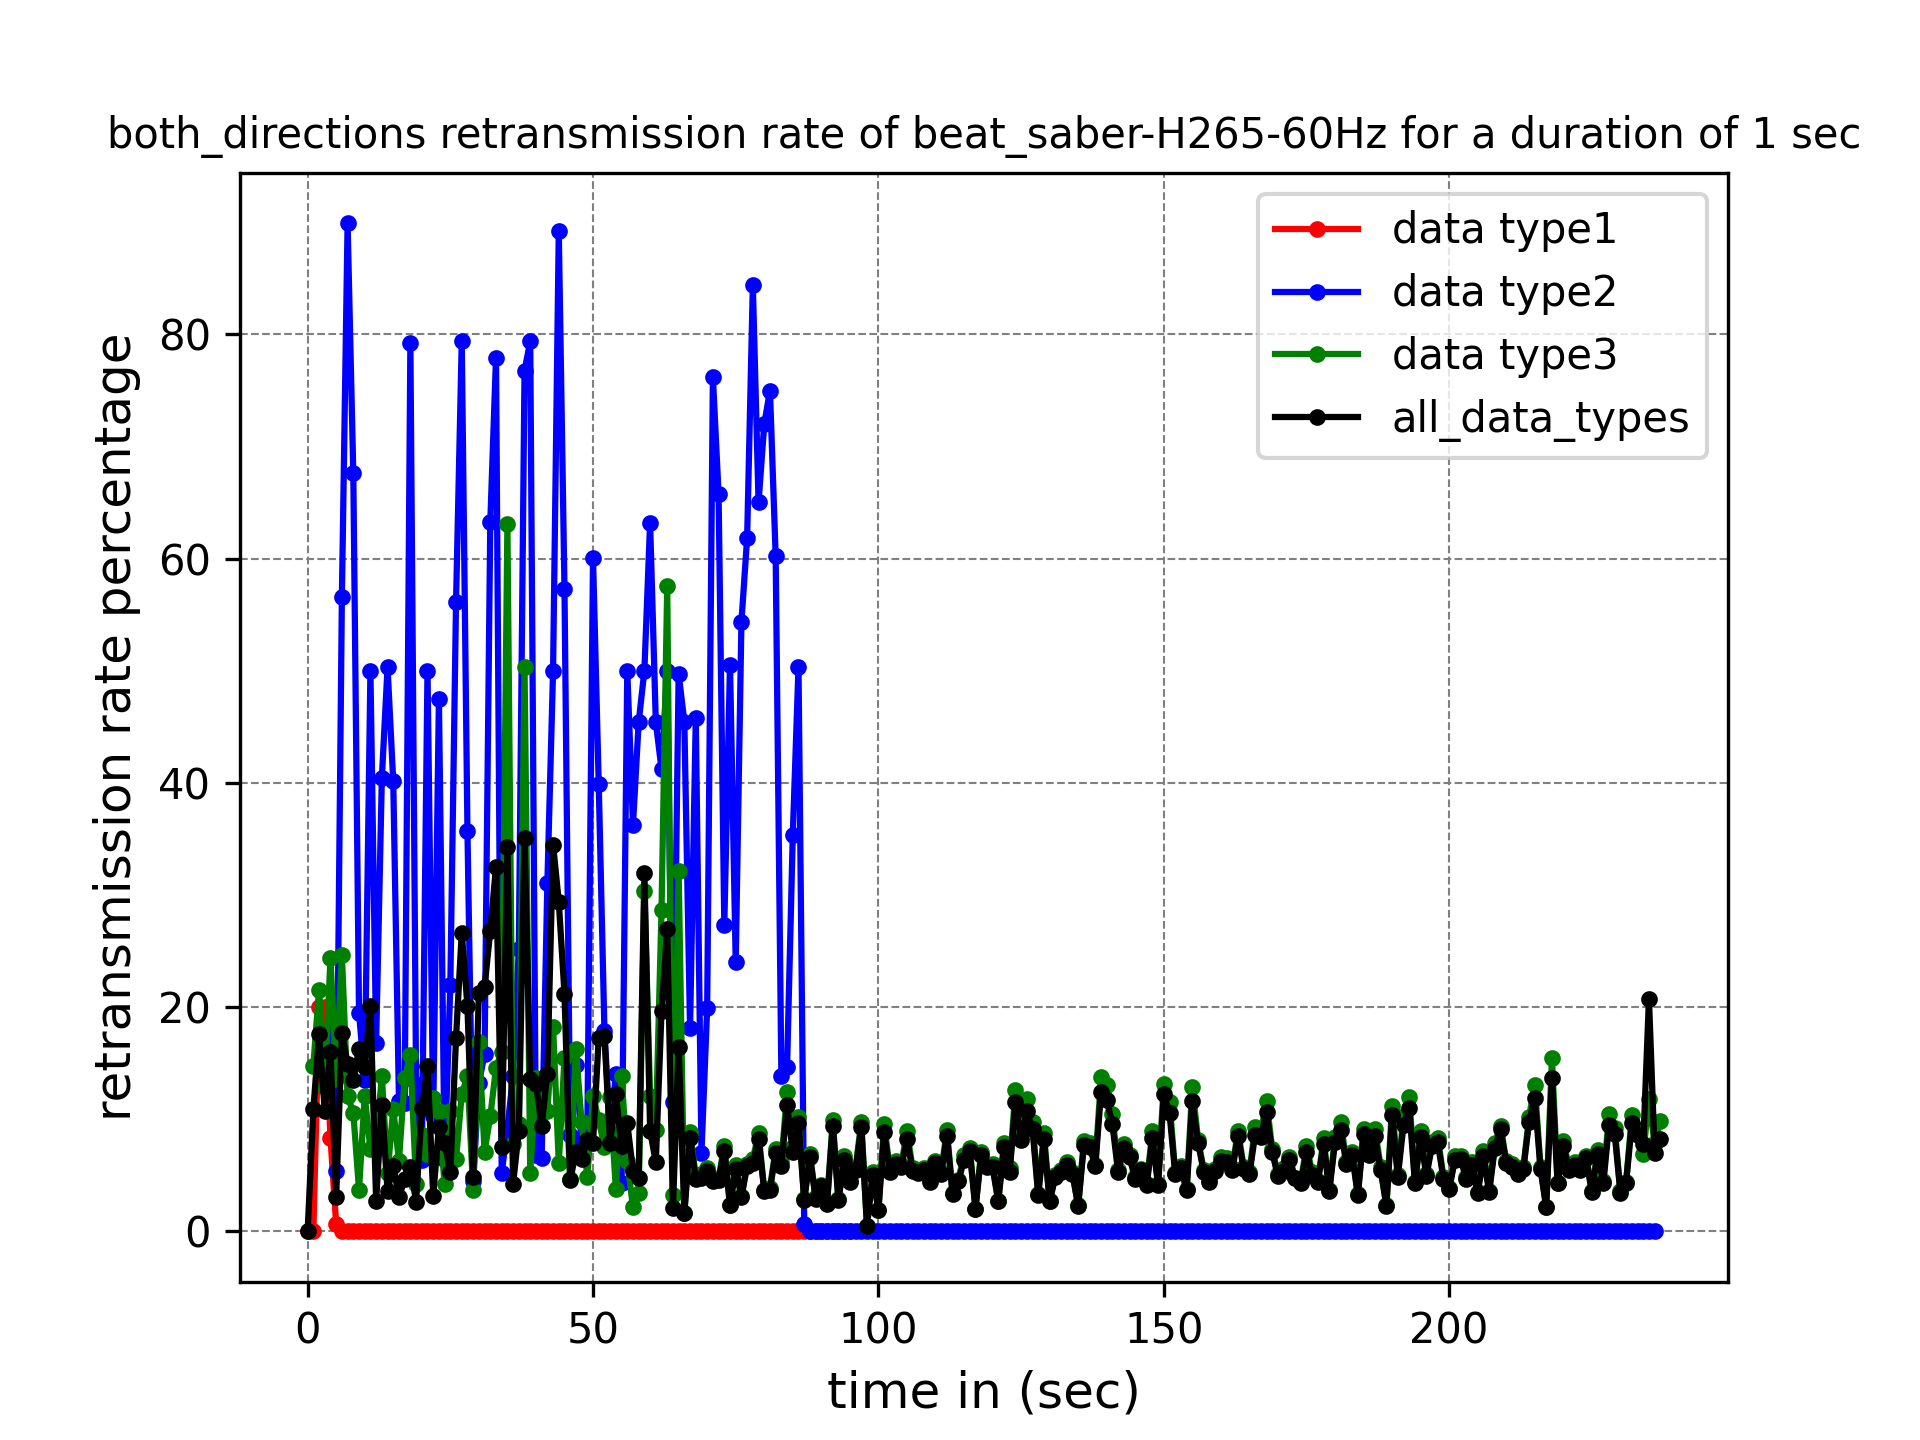 both_directions retransmission rate of beat_saber-H265-60Hz for a duration of 1 sec
data type1
data type2
data type3
all_data_types
retransmission rate percentage
80
60
40
20
0
0 50 100 150 200
time in (sec)